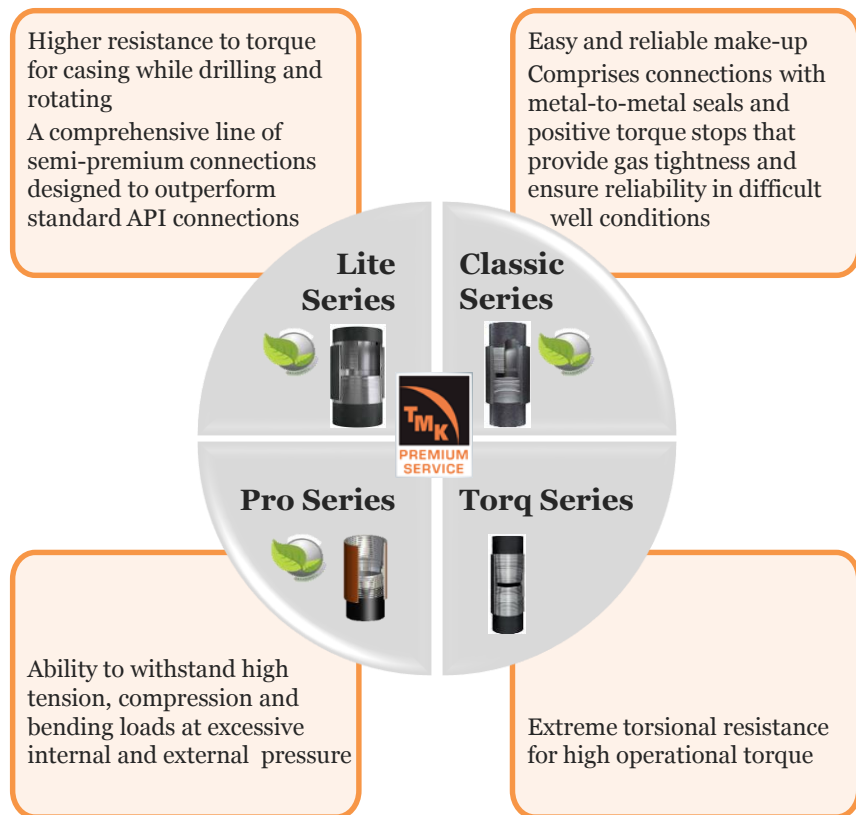 Higher resistance to torque
for casing while drilling and
rotating
A comprehensive line of
semi-premium connections
designed to outperform
standard API connections
Easy and reliable make-up
Comprises connections with
metal-to-metal seals and
positive torque stops that
provide gas tightness and
ensure reliability in difficult
well conditions
Lite
Series
Classic
Series
TMK
PREMIUM
SERVICE
Pro Series
Torq Series
Ability to withstand high
tension, compression and
bending loads at excessive
internal and external pressure
Extreme torsional resistance
for high operational torque